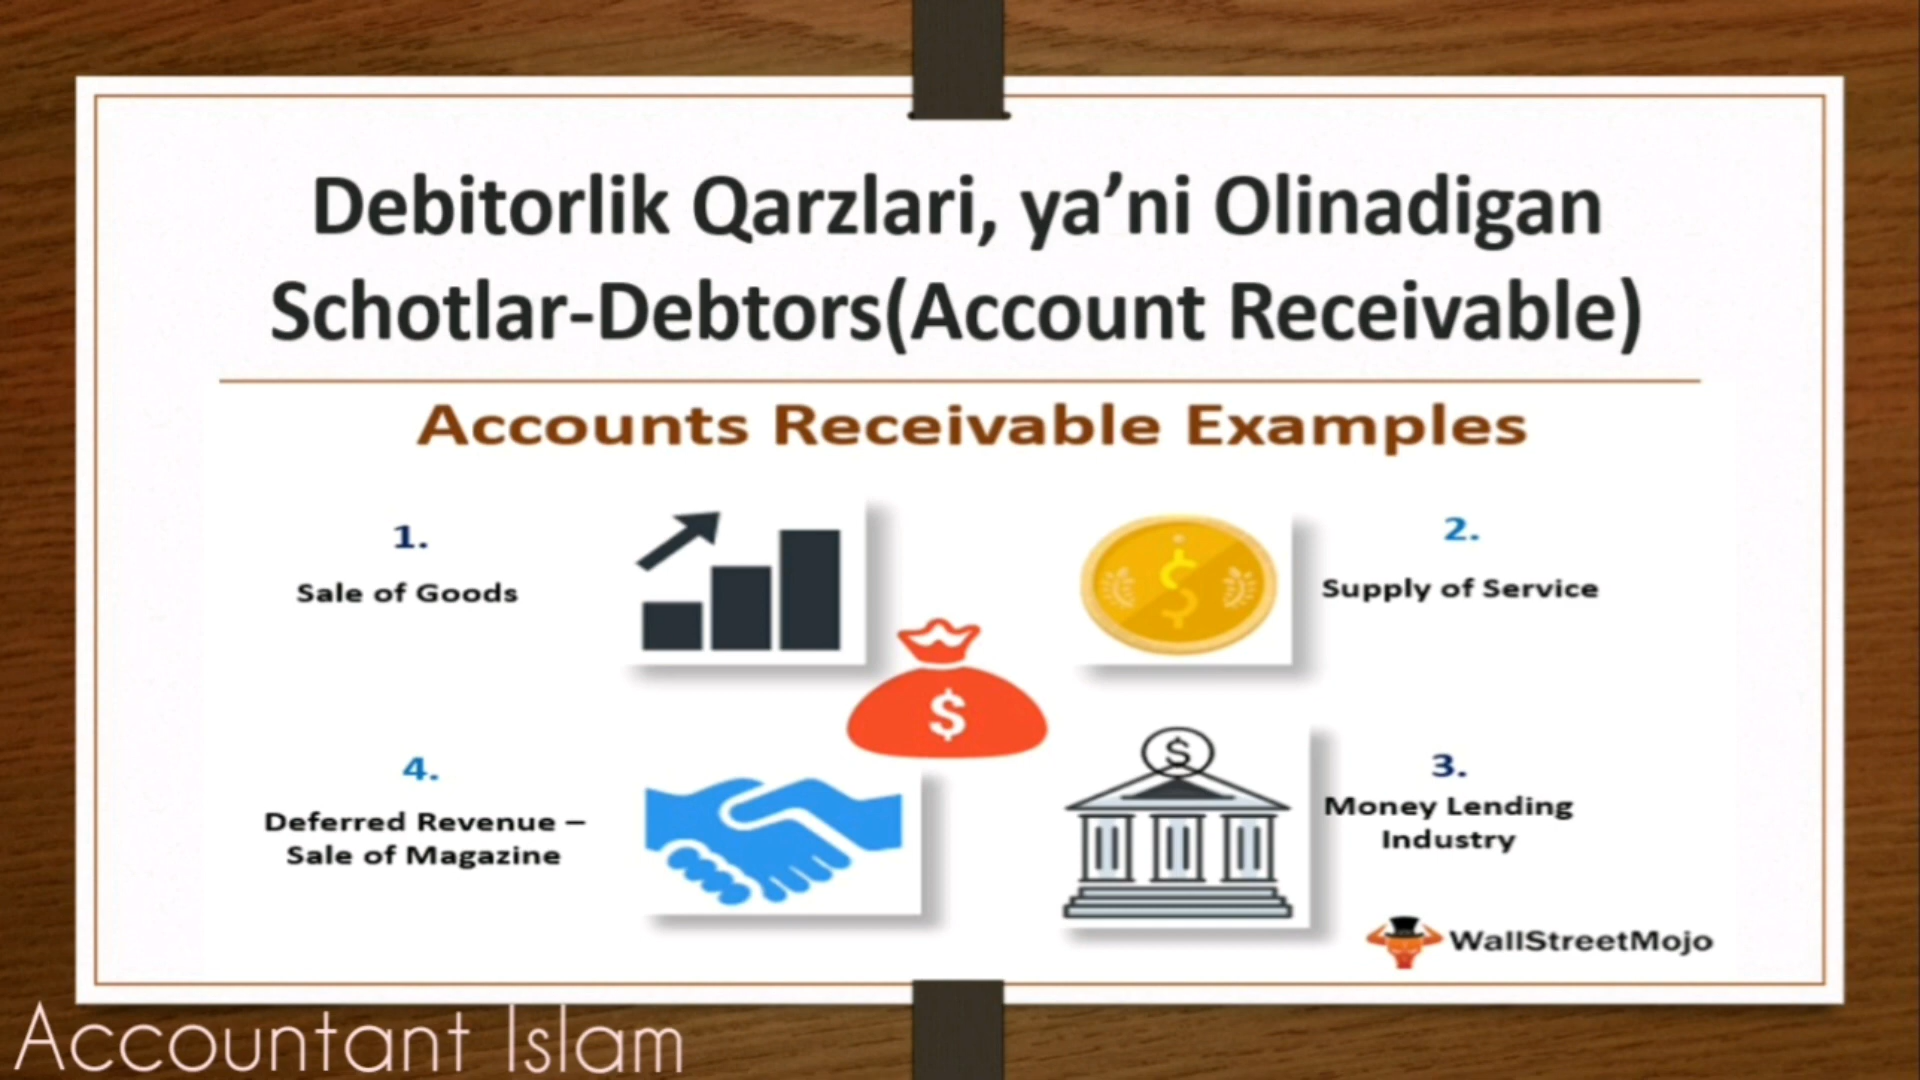 Debitorlik Qarzlari, ya’ni Olinadigan
Schotlar-Debtors(Account Receivable)
Accounts Receivable Examples
1.
Sale of Goods
2.
Supply of Service
$
$
4.
Deferred Revenue –
Sale of Magazine
$
3.
Money Lending
Industry
WallStreetMojo
Accountant Islam